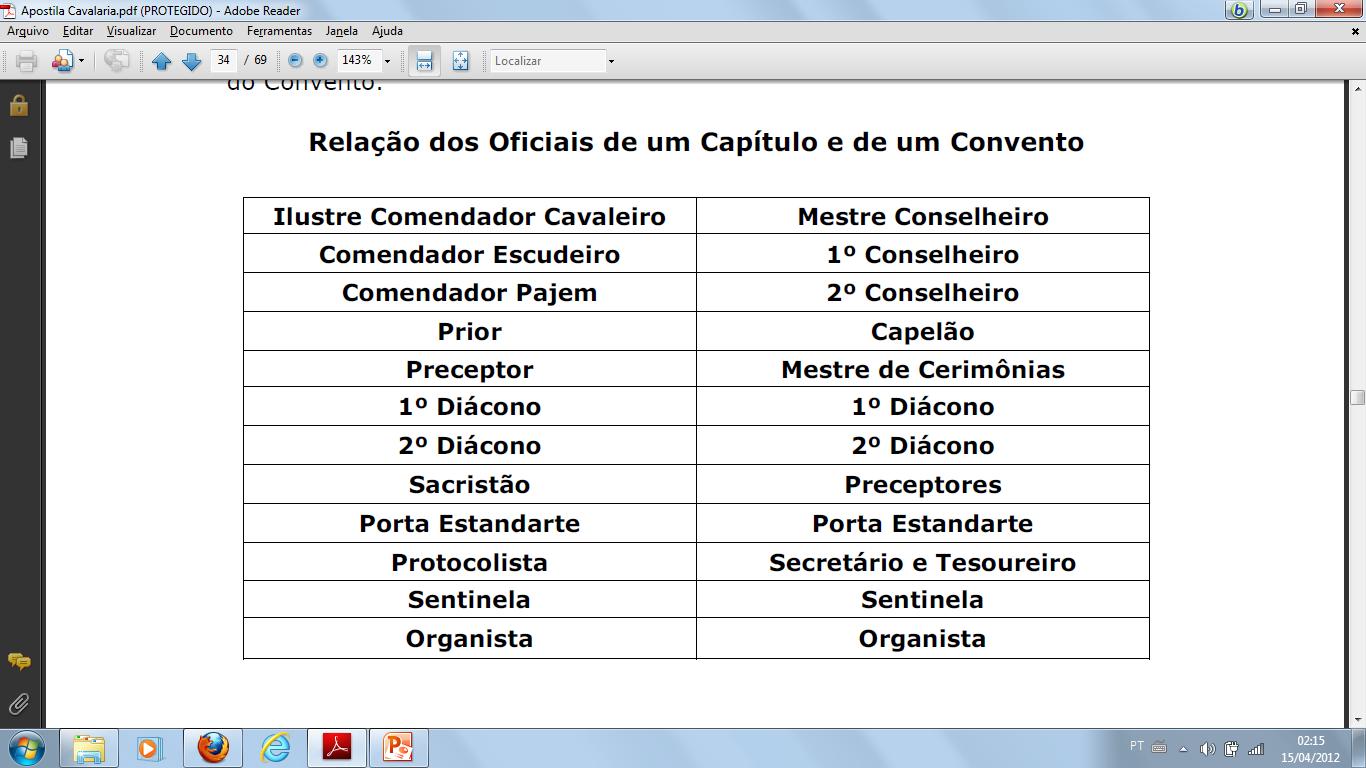 Apostila Cavalaria.pdf (PROTEGIDO) - Adobe Reader
Arquivo Editar Visualizar Documento Ferramentas Janela Ajuda
34 / 69 143% Localizar
do Convento.
Relação dos Oficiais de um Capítulo e de um Convento
Ilustre Comendador Cavaleiro Mestre Conselheiro
Comendador Escudeiro 1º Conselheiro
Comendador Pajem 2º Conselheiro
Prior Capelão
Preceptor Mestre de Cerimônias
1º Diácono 1º Diácono
2º Diácono 2º Diácono
Sacristão Preceptores
Porta Estandarte Porta Estandarte
Protocolista Secretário e Tesoureiro
Sentinela Sentinela
Organista Organista
PT 02:15
15/04/2012